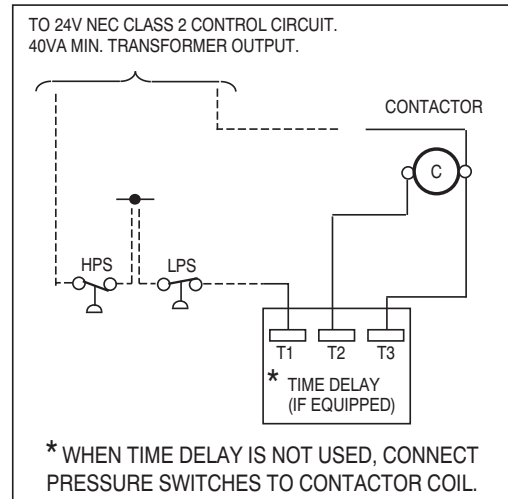 TO 24V NEC CLASS 2 CONTROL CIRCUIT.
40VA MIN. TRANSFORMER OUTPUT.
CONTACTOR
C
HPS
LPS
T1
T2
T3
* TIME DELAY
(IF EQUIPPED)
* WHEN TIME DELAY IS NOT USED, CONNECT
PRESSURE SWITCHES TO CONTACTOR COIL.